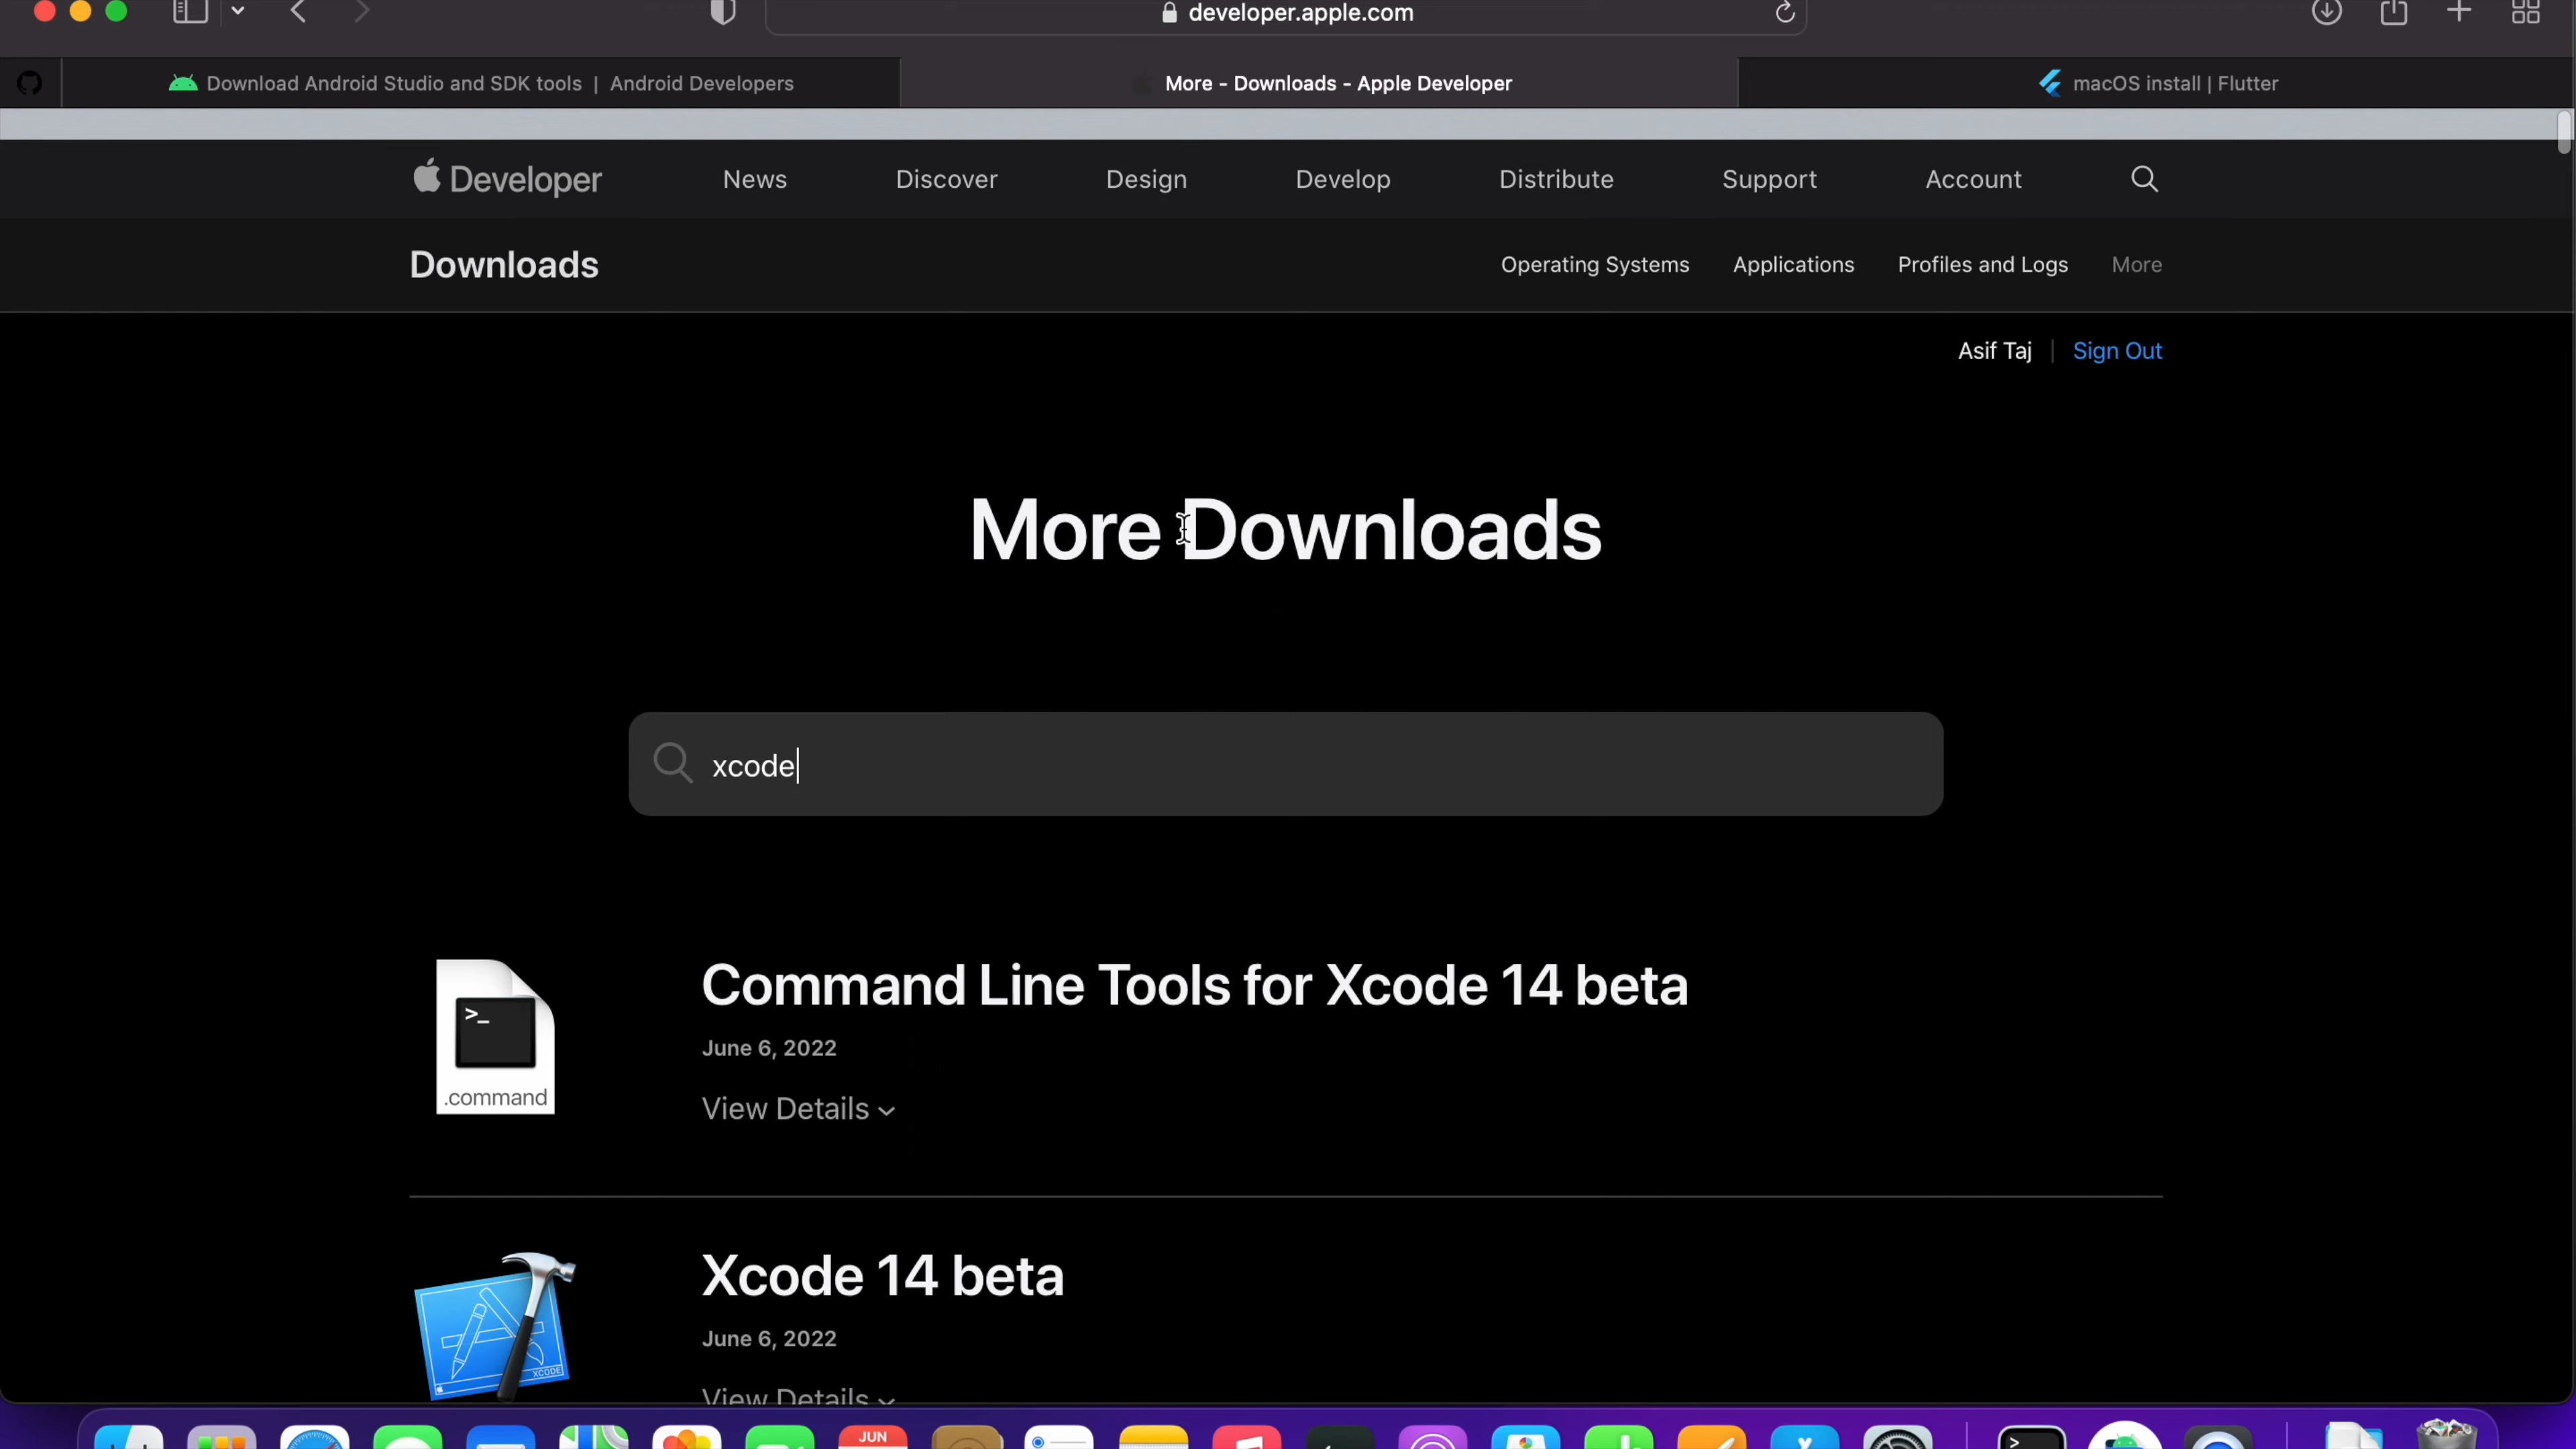 developer.apple.com
Download Android Studio and SDK tools | Android Developers
More - Downloads - Apple Developer
macOS install | Flutter
Developer
News
Discover
Design
Develop
Distribute
Support
Account
Downloads
Operating Systems
Applications
Profiles and Logs
More
Asif Taj | Sign Out
More Downloads
xcode
Command Line Tools for Xcode 14 beta
June 6, 2022
View Details
>_
.command
Xcode 14 beta
June 6, 2022
View Details
XCODE
JUN